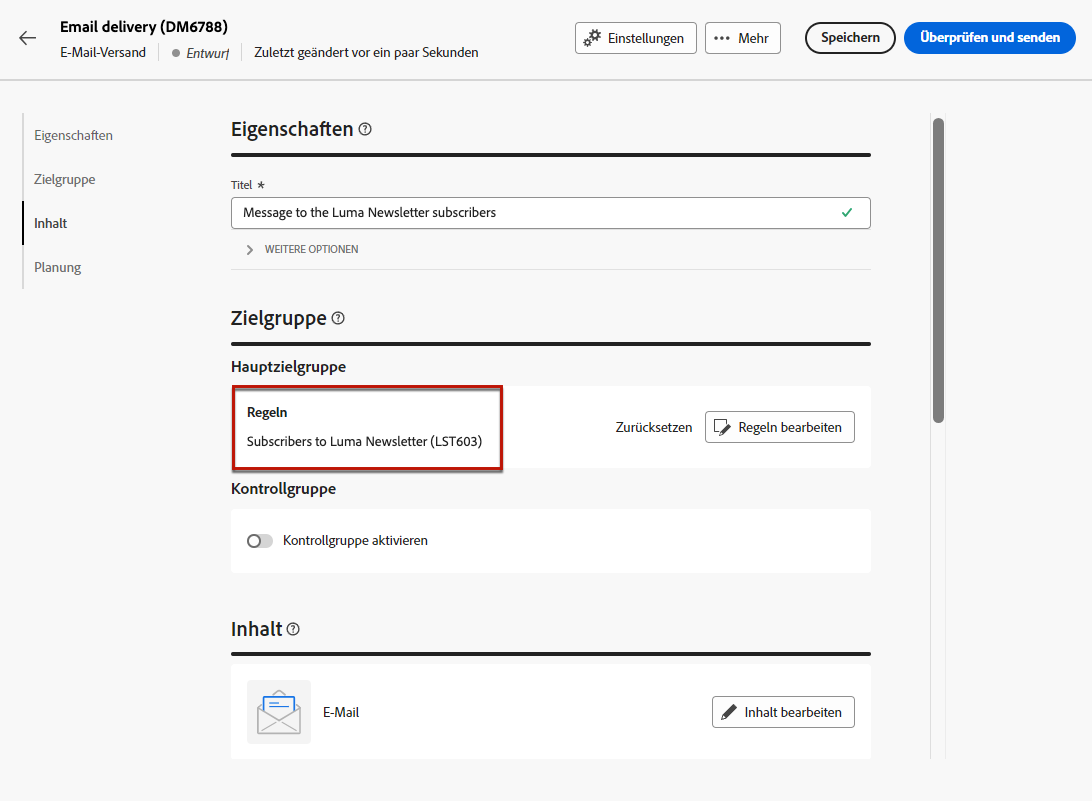 Email delivery (DM6788)
E-Mail-Versand
Entwurf
Zuletzt geändert vor ein paar Sekunden
Einstellungen
Mehr
Speichern
Überprüfen und senden
Eigenschaften
Zielgruppe
Inhalt
Planung
Eigenschaften
Titel *
Message to the Luma Newsletter subscribers
WEITERE OPTIONEN
Zielgruppe
Hauptzielgruppe
Regeln
Subscribers to Luma Newsletter (LST603)
Zurücksetzen
Regeln bearbeiten
Kontrollgruppe
Kontrollgruppe aktivieren
Inhalt
E-Mail
Inhalt bearbeiten